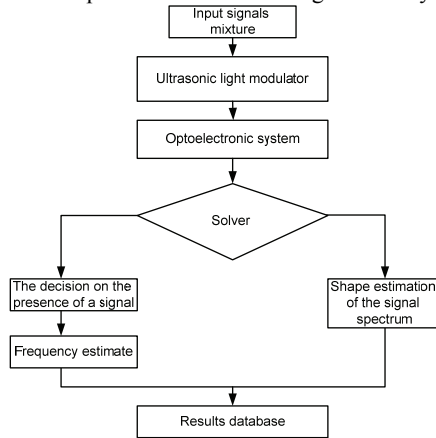 Input signals
mixture
Ultrasonic light modulator
Optoelectronic system
Solver
The decision on the
presence of a signal
Shape estimation
of the signal
spectrum
Frequency estimate
Results database